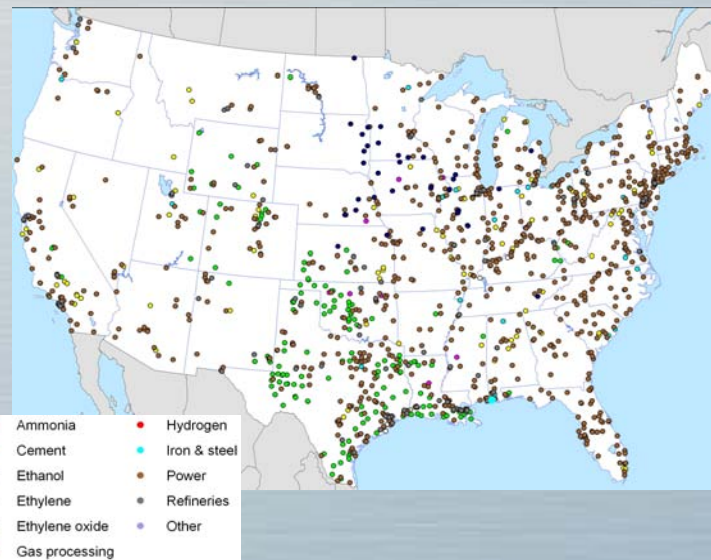 Ammonia
Cement
Ethanol
Ethylene
Ethylene oxide
Gas processing
Hydrogen
Iron & steel
Power
Refineries
Other